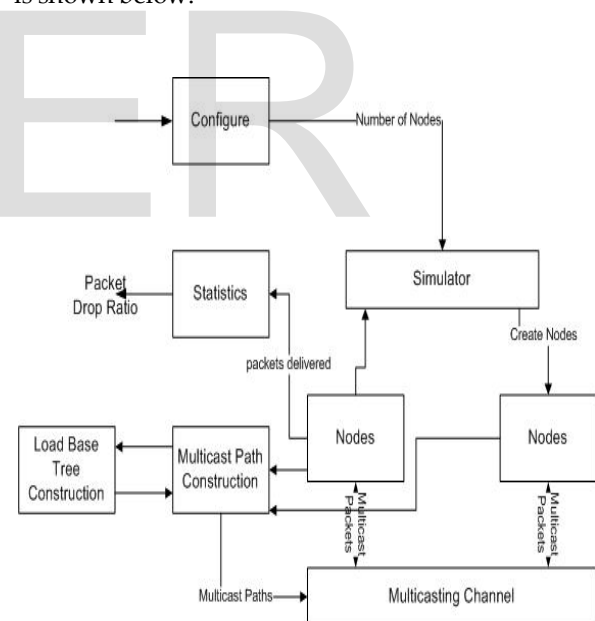 is shown below:
ER
Configure
Number of Nodes
Simulator
Packet
Drop Ratio
Statistics
Create Nodes
packets delivered
Load Base
Tree
Construction
Multicast Path
Construction
Nodes
Nodes
Multicast
Packets
Multicast
Packets
Multicast Paths
Multicasting Channel